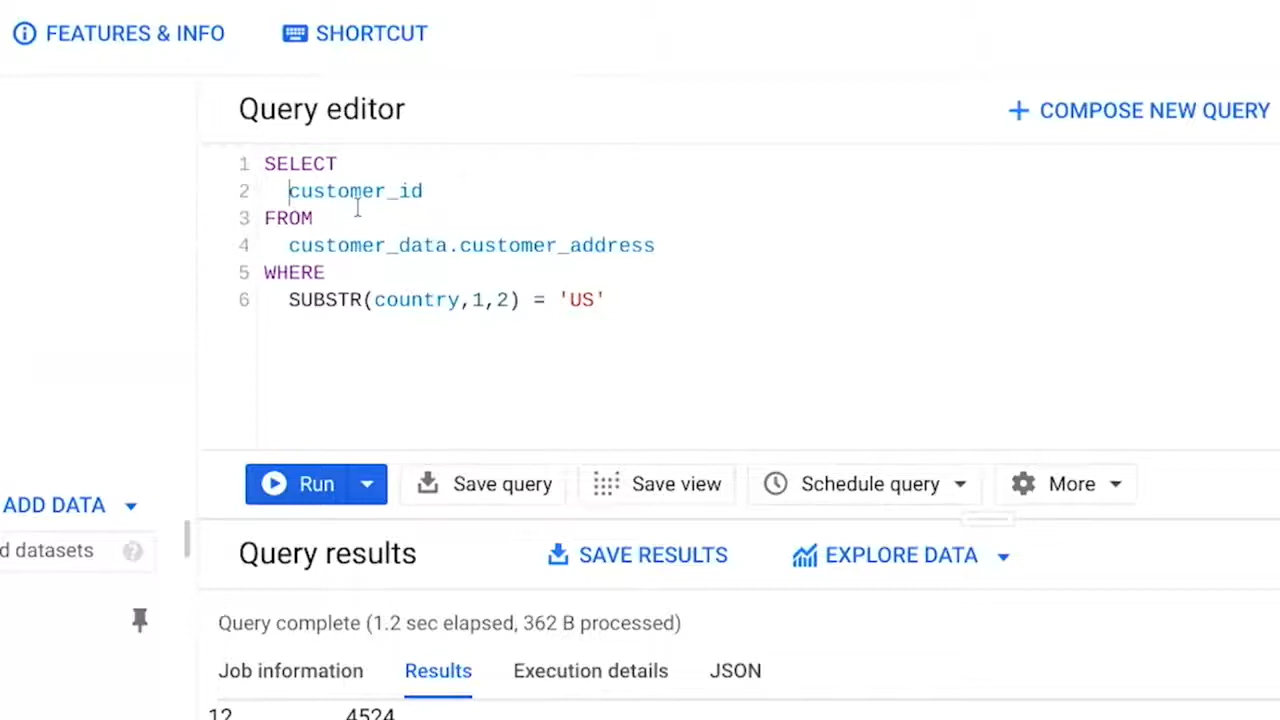 FEATURES & INFO SHORTCUT
Query editor COMPOSE NEW QUERY
1 SELECT
2 customer_id
3 FROM
4 customer_data.customer_address
5 WHERE
6 SUBSTR(country,1,2) = 'US'
Run Save query Save view Schedule query More
ADD DATA
d datasets
Query results SAVE RESULTS EXPLORE DATA
Query complete (1.2 sec elapsed, 362 B processed)
Job information Results Execution details JSON
12 4524